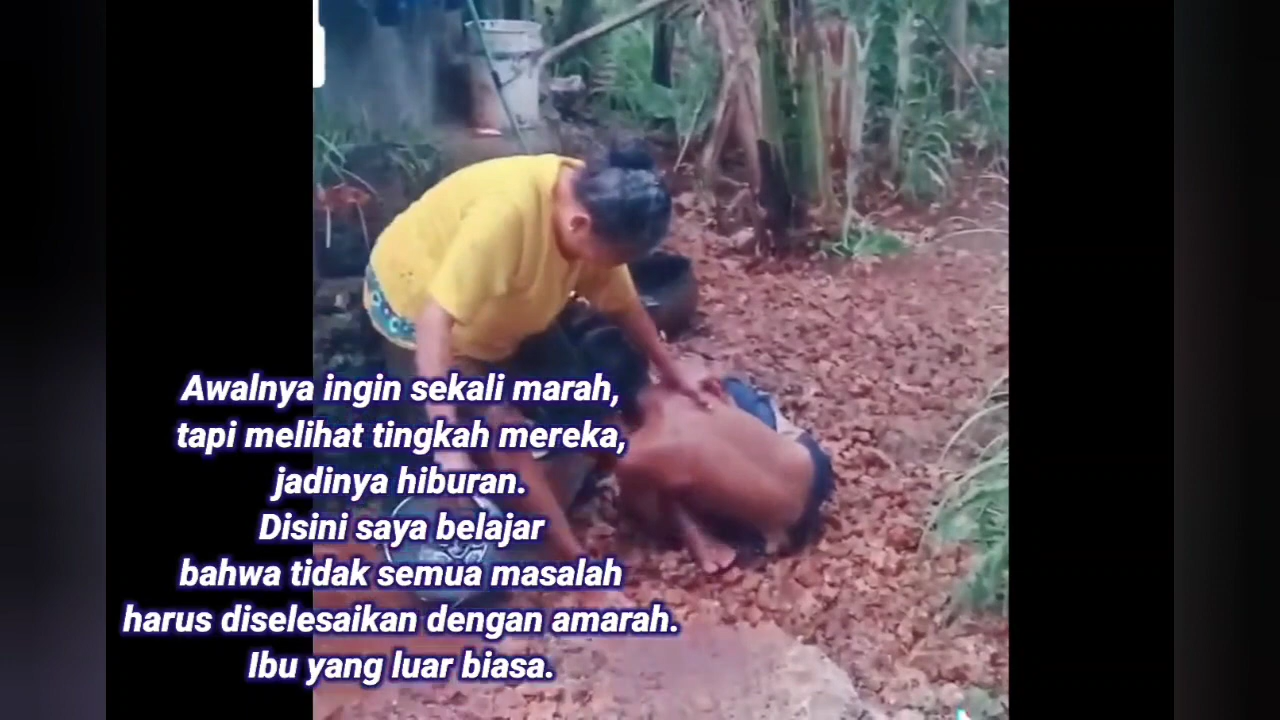 Awalnya ingin sekali marah,
tapi melihat tingkah mereka,
jadinya hiburan.
Disini saya belajar
bahwa tidak semua masalah
harus diselesaikan dengan amarah.
Ibu yang luar biasa.